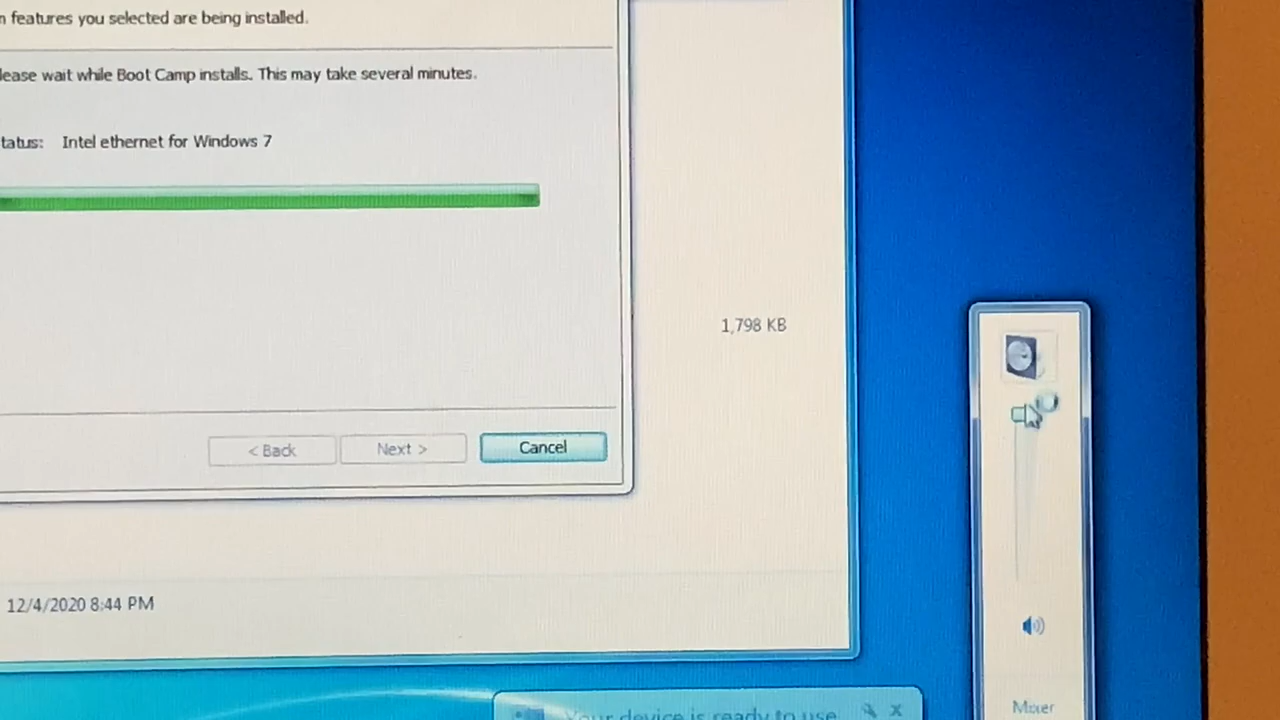 n features you selected are being installed.
lease wait while Boot Camp installs. This may take several minutes.
tatus: Intel ethernet for Windows 7
1,798 KB
< Back Next > Cancel
12/4/2020 8:44 PM
Your device is ready to use
Mixer